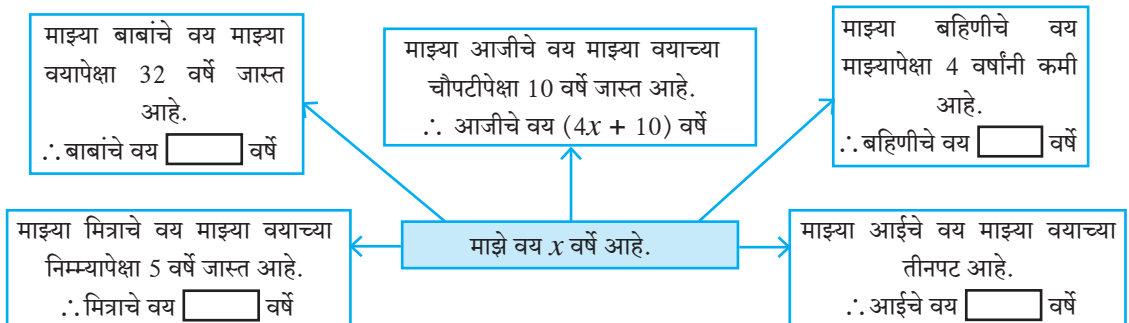 माझ्या बाबांचे वय माझ्या
वयापेक्षा 32 वर्षे जास्त
आहे.
∴ बाबांचे वय वर्षे
माझ्या आजीचे वय माझ्या वयाच्या
चौपटीपेक्षा 10 वर्षे जास्त आहे.
∴ आजीचे वय (4x + 10) वर्षे
माझ्या बहिणीचे वय
माझ्यापेक्षा 4 वर्षांनी कमी
आहे.
∴ बहिणीचे वय वर्षे
माझ्या मित्राचे वय माझ्या वयाच्या
निम्म्यापेक्षा 5 वर्षे जास्त आहे.
∴ मित्राचे वय वर्षे
माझे वय x वर्षे आहे.
माझ्या आईचे वय माझ्या वयाच्या
तीनपट आहे.
∴ आईचे वय वर्षे